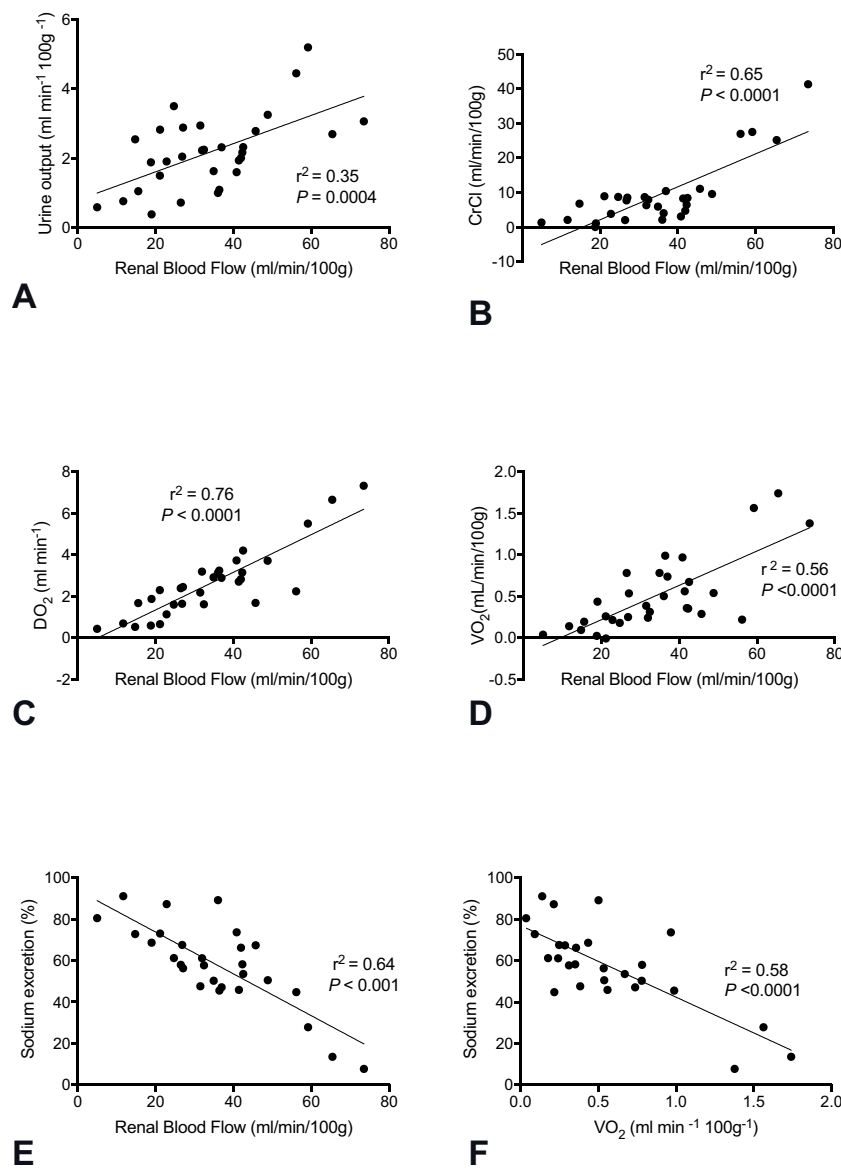 6
4
2
0
0 20 40 60 80
Urine output (ml min⁻¹ 100g⁻¹)
r² = 0.35
P = 0.0004
Renal Blood Flow (ml/min/100g)
A
50
40
30
20
10
0
-10
20 40 60 80
CrCl (ml/min/100g)
r² = 0.65
P < 0.0001
Renal Blood Flow (ml/min/100g)
B
8
6
4
2
0
-2
20 40 60 80
DO₂ (ml min⁻¹)
r² = 0.76
P < 0.0001
Renal Blood Flow (ml/min/100g)
C
2.0
1.5
1.0
0.5
0.0
-0.5
20 40 60 80
VO₂(mL/min/100g)
r² = 0.56
P <0.0001
Renal Blood Flow (ml/min/100g)
D
100
80
60
40
20
0
0 20 40 60 80
Sodium excretion (%)
r² = 0.64
P < 0.001
Renal Blood Flow (ml/min/100g)
E
100
80
60
40
20
0
0.0 0.5 1.0 1.5 2.0
Sodium excretion (%)
r² = 0.58
P <0.0001
VO₂ (ml min ⁻¹ 100g⁻¹)
F